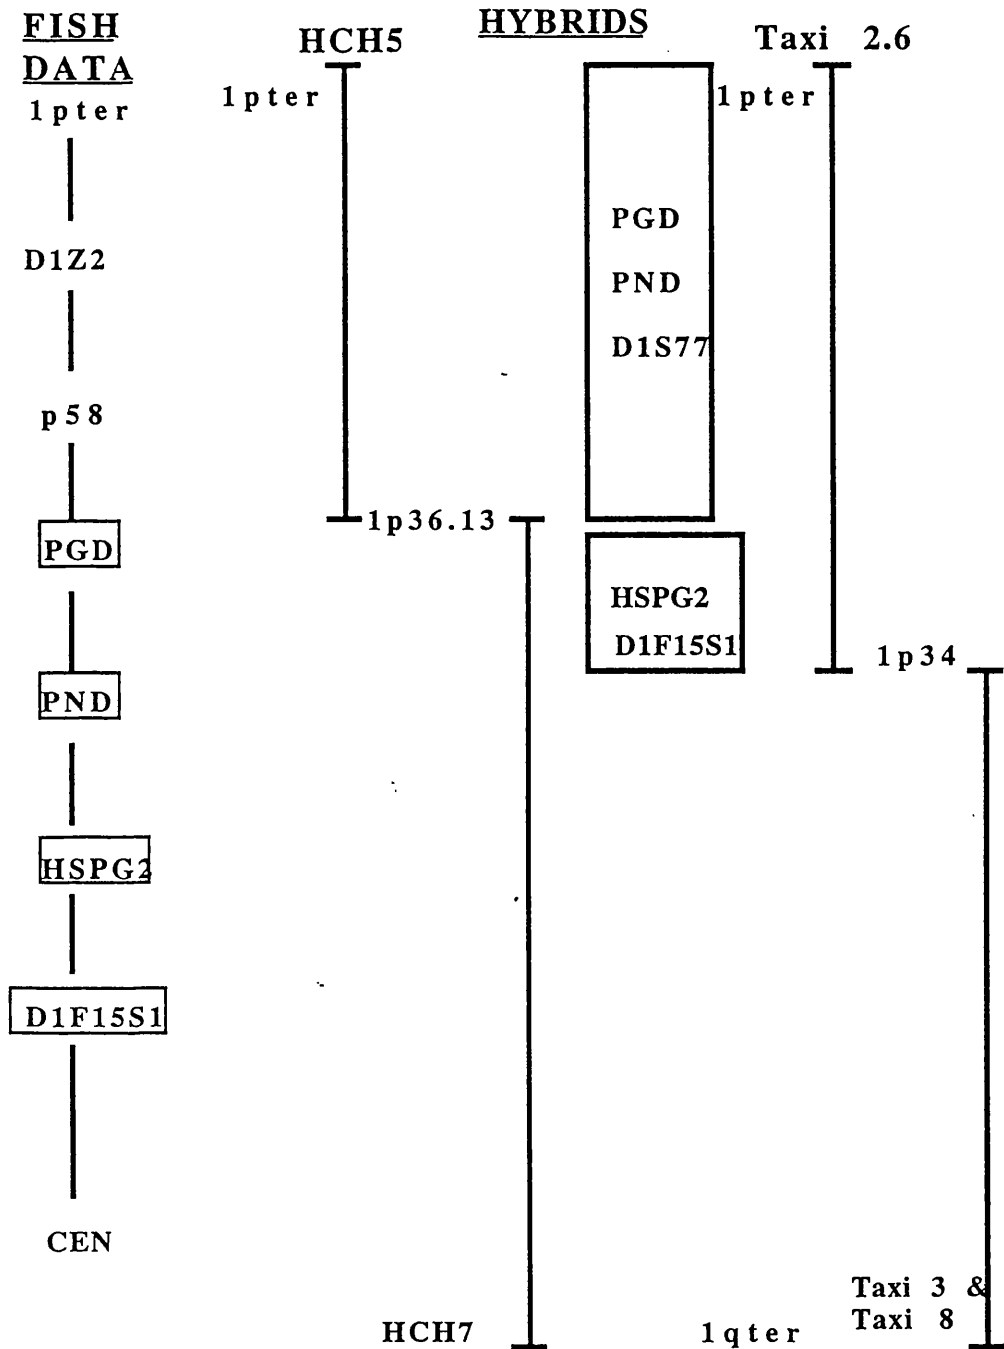 FISH
DATA
1pter
D1Z2
p58
PGD
PND
HSPG2
D1F15S1
CEN
HYBRIDS
HCH5
1pter
1p36.13
HCH7
PGD
PND
D1S77
HSPG2
D1F15S1
Taxi 2.6
1pter
1p34
1qter
Taxi 3 &
Taxi 8